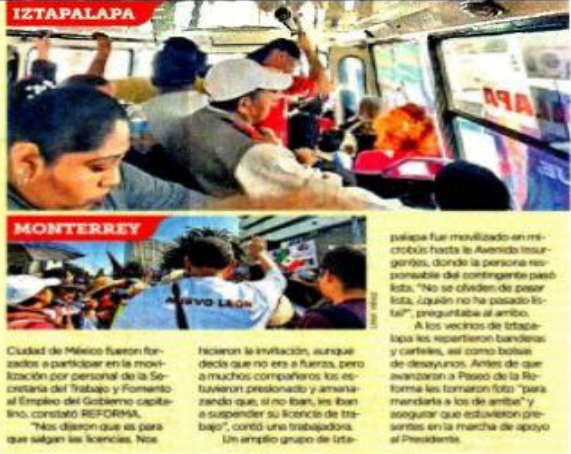 IZTAPALAPA
MONTERREY
NUEVO LEÓN
Ciudad de México fueron for-
zados a participar en la movi-
lización por personal de la Se-
cretaría del Trabajo y Fomento
al Empleo del Gobierno capita-
lino, constató REFORMA.
"Nos dijeron que es para
que salgan las licencias. Nos
hicieron la invitación, aunque
decía que no era a fuerza, pero
a muchos compañeros los es-
tuvieron presionado y amena-
zando que, si no iban, les iban
a suspender su licencia de tra-
bajo", contó una trabajadora.
Un amplio grupo de Izta-
palapa fue movilizado en mi-
crobús hasta la Avenida Insur-
gentes, donde la persona res-
ponsable del contingente pasó
lista. "No se olviden de pasar
lista, ¿quién no ha pasado lis-
ta?", preguntaba al arribo.
A los vecinos de Iztapa-
lapa les repartieron banderas
y carteles, así como bolsas
de desayunos. Antes de que
avanzaran a Paseo de la Re-
forma les tomaron foto "para
mandarla a los de arriba" y
asegurar que estuvieron pre-
sentes en la marcha de apoyo
al Presidente.